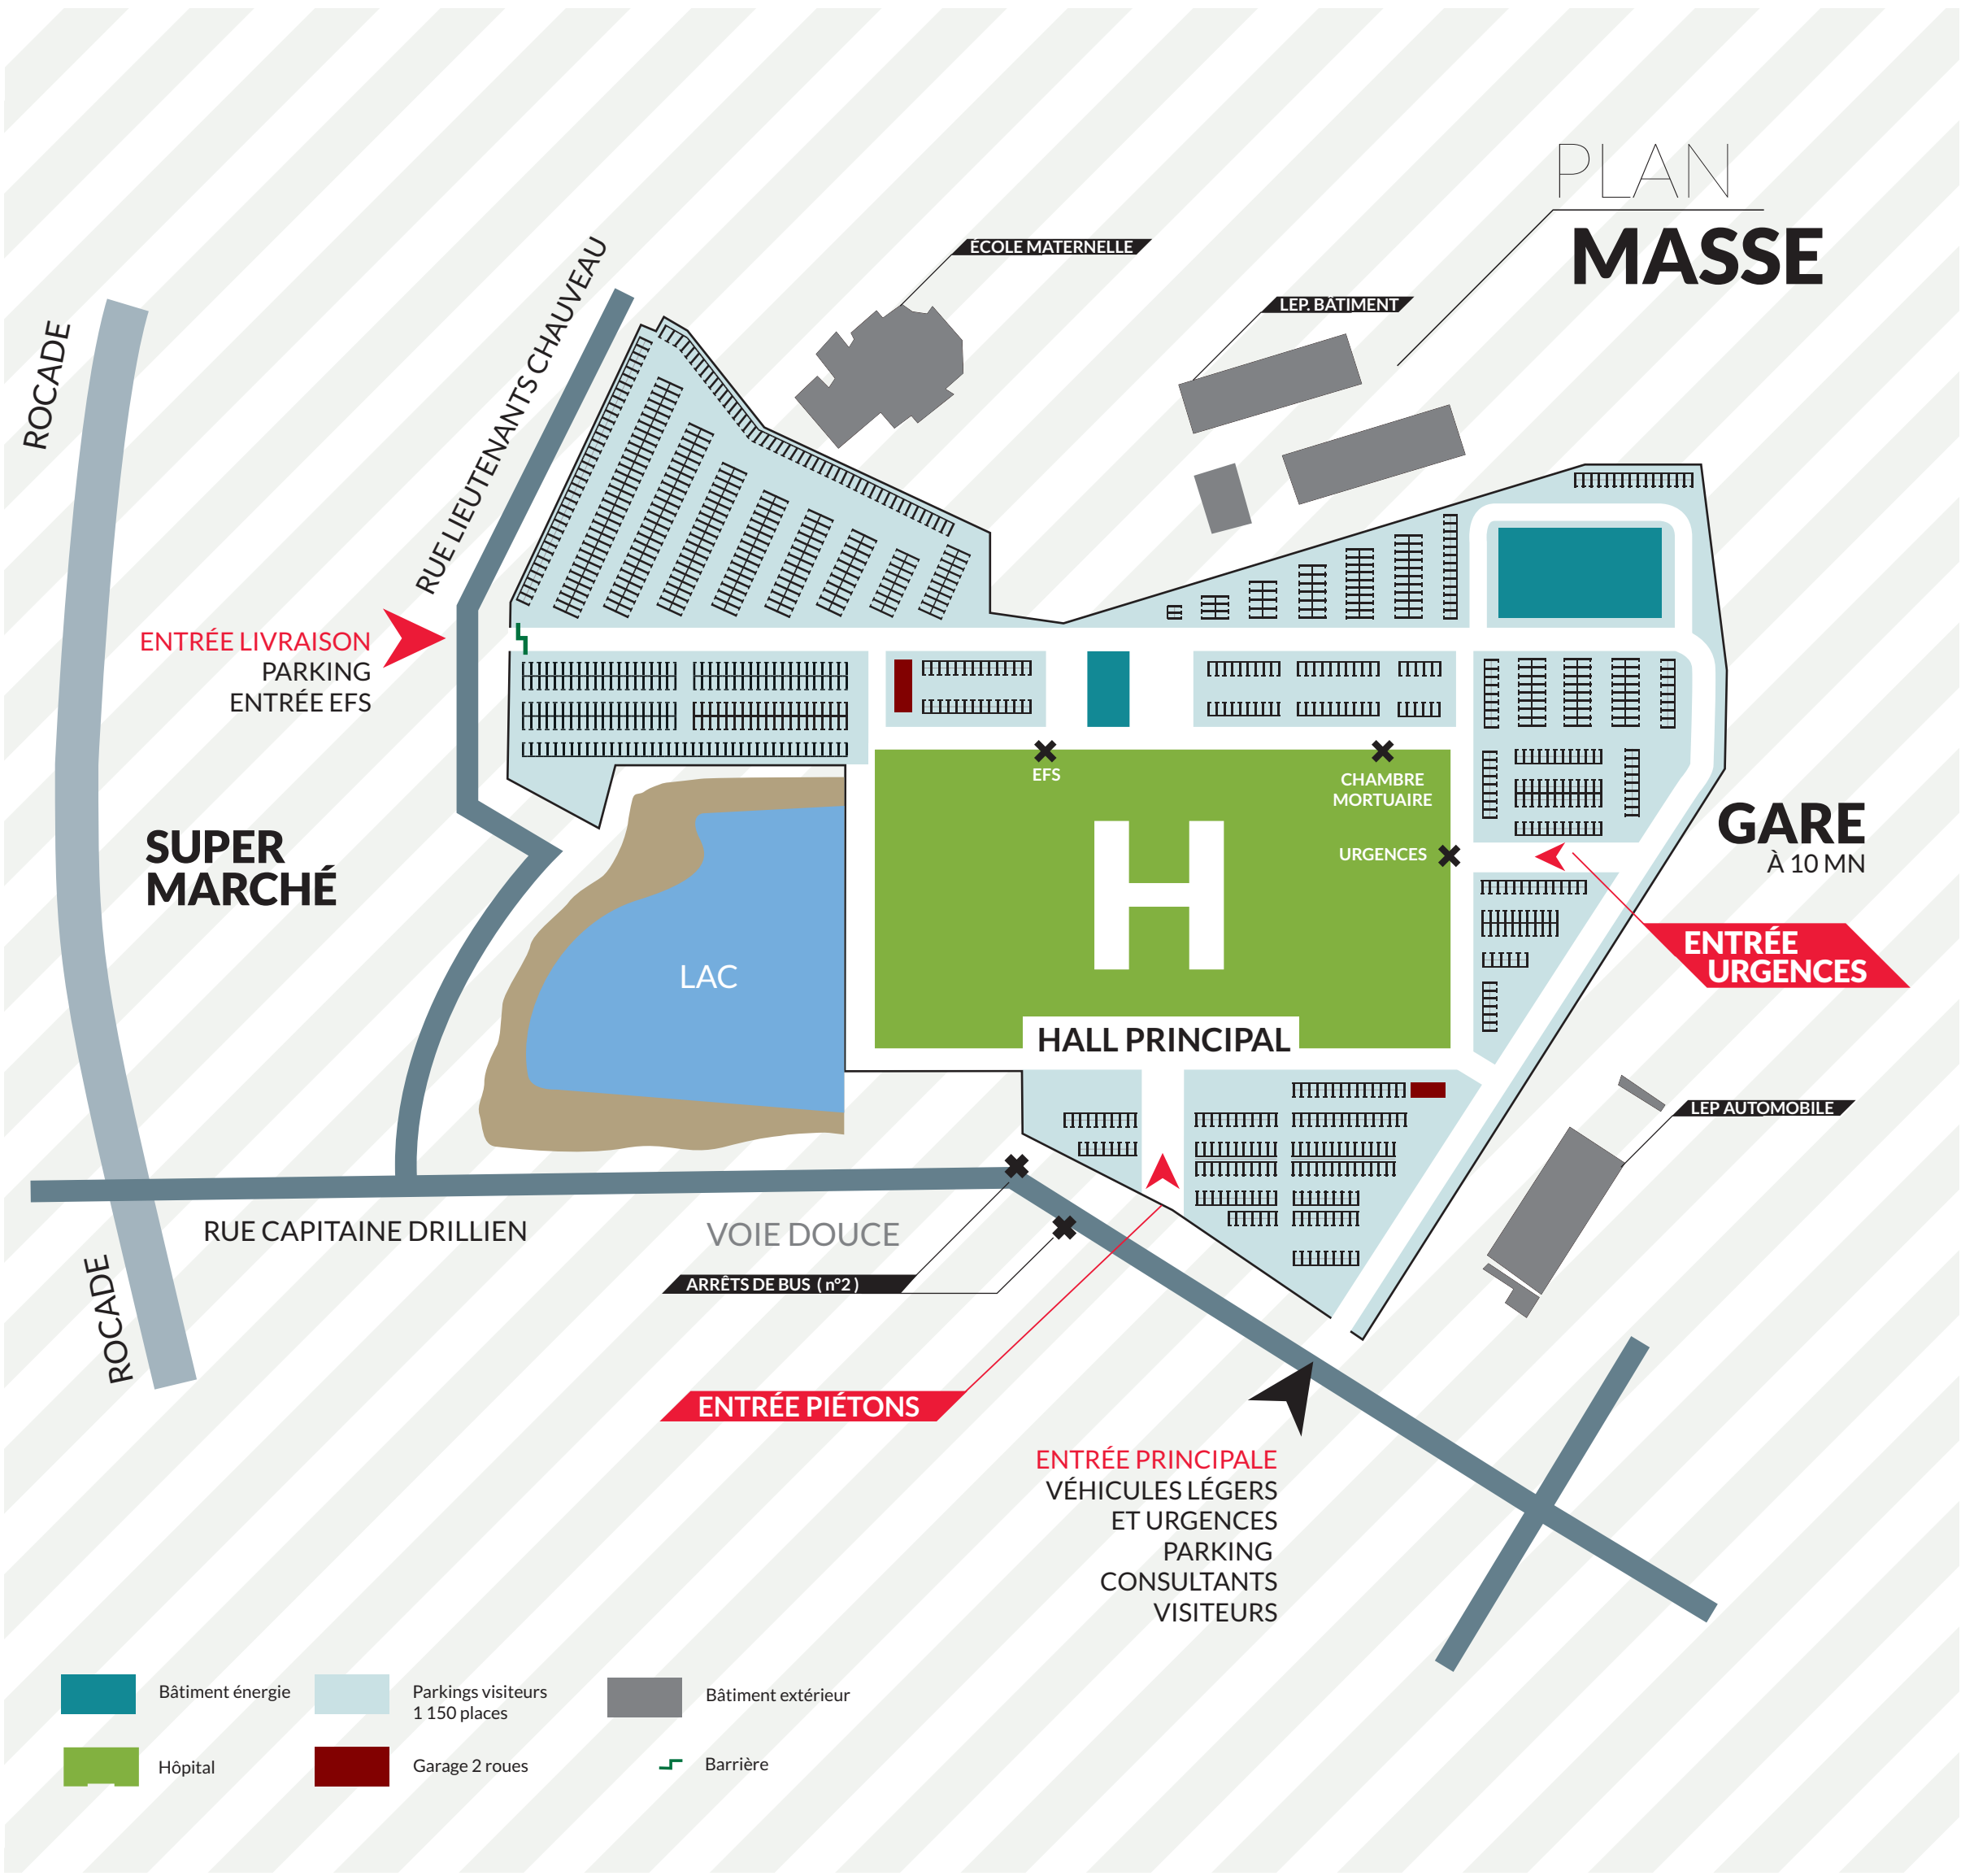 PLAN
MASSE
ÉCOLE MATERNELLE
LEP. BÂTIMENT
ROCADE
RUE LIEUTENANTS CHAUVEAU
ENTRÉE LIVRAISON
PARKING
ENTRÉE EFS
EFS
CHAMBRE
MORTUAIRE
URGENCES
H
SUPER
MARCHÉ
GARE
À 10 MN
ENTRÉE
URGENCES
LAC
HALL PRINCIPAL
LEP AUTOMOBILE
RUE CAPITAINE DRILLIEN
VOIE DOUCE
ARRÊTS DE BUS ( n°2 )
ROCADE
ENTRÉE PIÉTONS
ENTRÉE PRINCIPALE
VÉHICULES LÉGERS
ET URGENCES
PARKING
CONSULTANTS
VISITEURS
Bâtiment énergie
Parkings visiteurs
1 150 places
Bâtiment extérieur
Hôpital
Garage 2 roues
Barrière